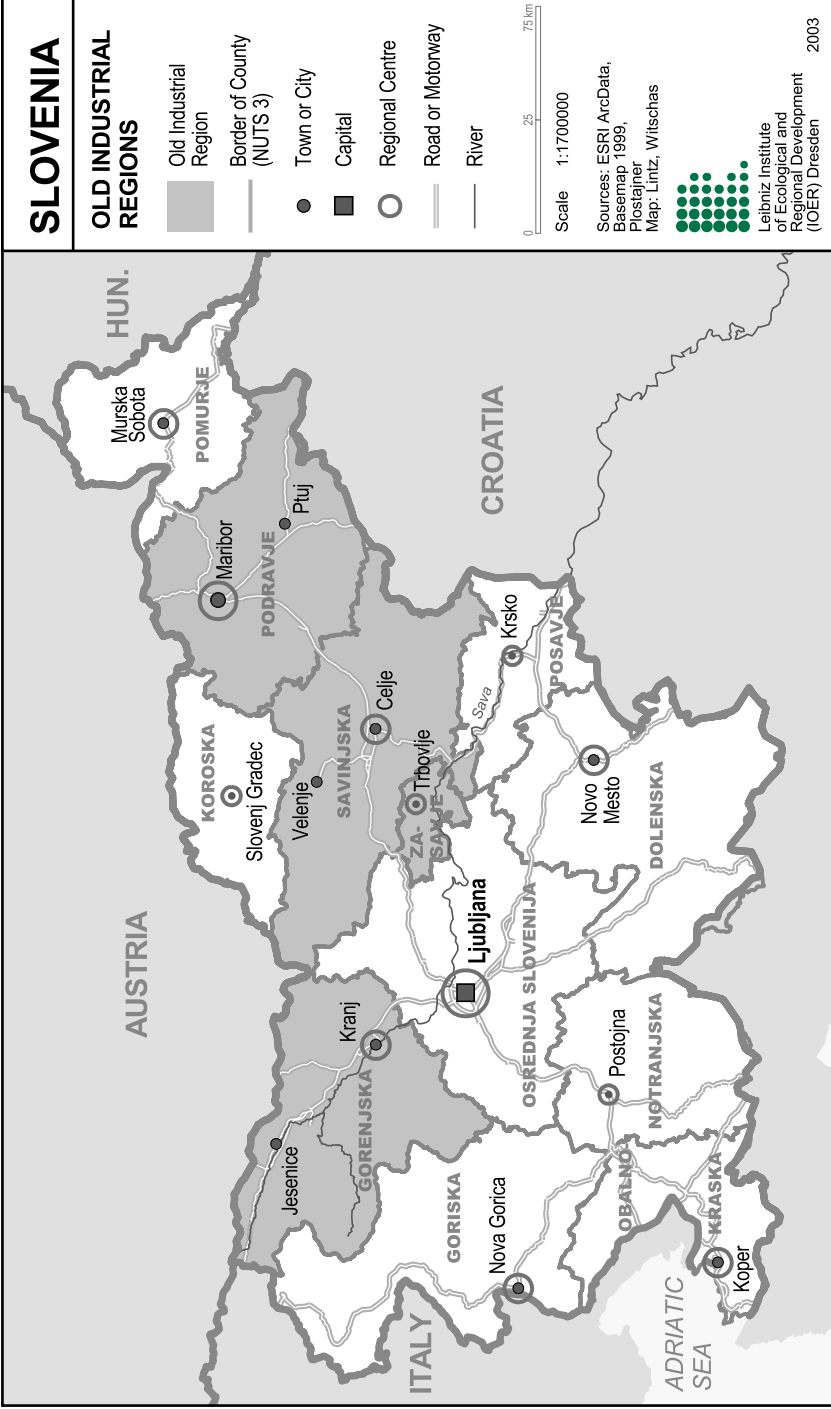 SLOVENIA
OLD INDUSTRIAL
REGIONS
Old Industrial
Region
Border of County
(NUTS 3)
Town or City
Capital
Regional Centre
Road or Motorway
River
0
25
75 km
Scale 1:1700000
Sources: ESRI ArcData,
Basemap 1999,
Plostajner
Map: Lintz, Witschas
Leibniz Institute
of Ecological and
Regional Development
(IOER) Dresden
2003
AUSTRIA
HUN.
CROATIA
ITALY
ADRIATIC
SEA
Murska
Sobota
POMURJE
Maribor
Ptuj
PODRAVJE
KOROSKA
Slovenj Gradec
Velenje
SAVINJSKA
Celje
Trbovlje
ZA-
SAVJE
Sava
Krsko
POSAVJE
Novo
Mesto
DOLENSKA
Ljubljana
OSREDNJA SLOVENIJA
Kranj
Jesenice
GORENJSKA
GORISKA
Nova Gorica
Postojna
NOTRANJSKA
OBALNO-
KRASKA
Koper